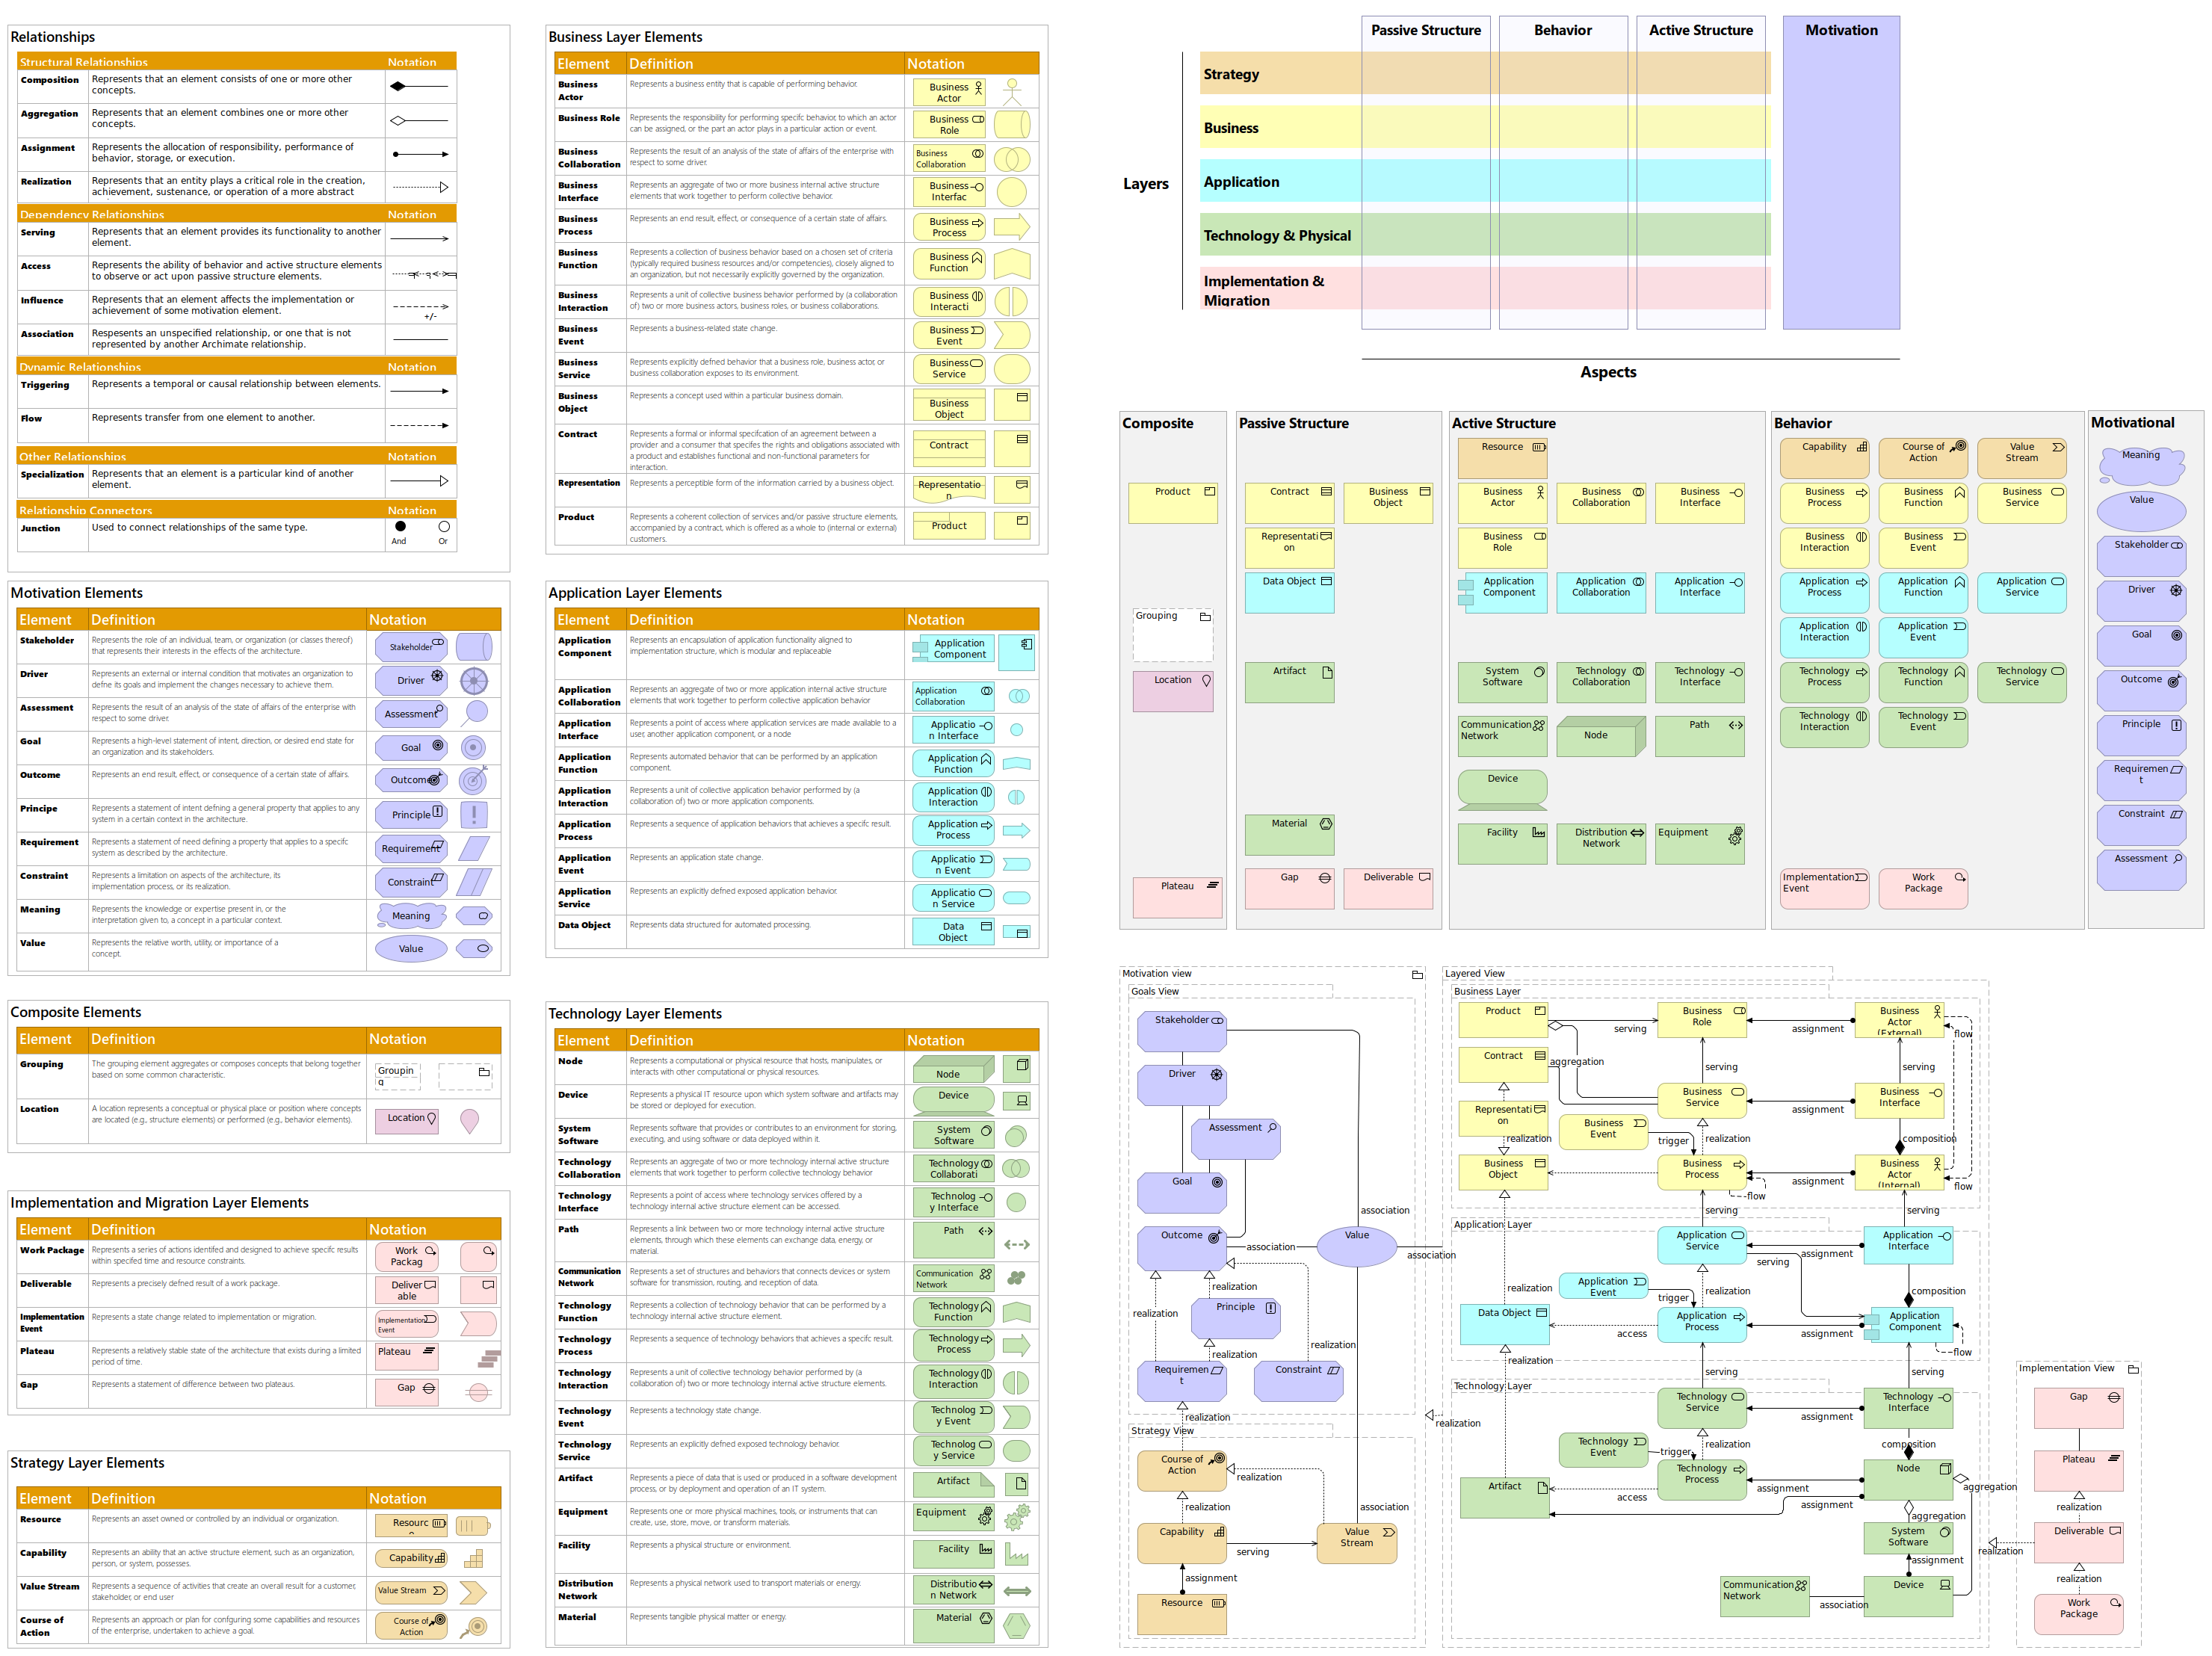 Relationships
Structural Relationships Notation
Composition Represents that an element consists of one or more other
concepts.
Aggregation Represents that an element combines one or more other
concepts.
Assignment Represents the allocation of responsibility, performance of
behavior, storage, or execution.
Realization Represents that an entity plays a critical role in the creation,
achievement, sustenance, or operation of a more abstract
Dependency Relationships Notation
Serving Represents that an element provides its functionality to another
element.
Access Represents the ability of behavior and active structure elements
to observe or act upon passive structure elements.
Influence Represents that an element affects the implementation or
achievement of some motivation element.
+/-
Association Respesents an unspecified relationship, or one that is not
represented by another Archimate relationship.
Dynamic Relationships Notation
Triggering Represents a temporal or causal relationship between elements.
Flow Represents transfer from one element to another.
Other Relationships Notation
Specialization Represents that an element is a particular kind of another
element.
Relationship Connectors Notation
Junction Used to connect relationships of the same type.
And Or
Motivation Elements
Element Definition Notation
Stakeholder Represents the role of an individual, team, or organization (or classes thereof)
that represents their interests in the effects of the architecture.
Stakeholder
Driver Represents an external or internal condition that motivates an organization to
defne its goals and implement the changes necessary to achieve them.
Driver
Assessment Represents the result of an analysis of the state of affairs of the enterprise with
respect to some driver.
Assessment
Goal Represents a high-level statement of intent, direction, or desired end state for
an organization and its stakeholders.
Goal
Outcome Represents an end result, effect, or consequence of a certain state of affairs.
Outcome
Principe Represents a statement of intent defining a general property that applies to any
system in a certain context in the architecture.
Principle
Requirement Represents a statement of need defining a property that applies to a specifc
system as described by the architecture.
Requirement
Constraint Represents a limitation on aspects of the architecture, its
implementation process, or its realization.
Constraint
Meaning Represents the knowledge or expertise present in, or the
interpretation given to, a concept in a particular context.
Meaning
Value Represents the relative worth, utility, or importance of a
concept.
Value
Composite Elements
Element Definition Notation
Grouping The grouping element aggregates or composes concepts that belong together
based on some common characteristic.
Groupin
g
Location A location represents a conceptual or physical place or position where concepts
are located (e.g., structure elements) or performed (e.g., behavior elements).
Location
Implementation and Migration Layer Elements
Element Definition Notation
Work Package Represents a series of actions identifed and designed to achieve specifc results
within specifed time and resource constraints.
Work
Packag
Deliverable Represents a precisely defined result of a work package.
Deliver
able
Implementation
Event
Represents a state change related to implementation or migration.
Implementation
Event
Plateau Represents a relatively stable state of the architecture that exists during a limited
period of time.
Plateau
Gap Represents a statement of difference between two plateaus.
Gap
Strategy Layer Elements
Element Definition Notation
Resource Represents an asset owned or controlled by an individual or organization.
Resourc
Capability Represents an ability that an active structure element, such as an organization,
person, or system, possesses.
Capability
Value Stream Represents a sequence of activities that create an overall result for a customer,
stakeholder, or end user
Value Stream
Course of
Action
Represents an approach or plan for confguring some capabilities and resources
of the enterprise, undertaken to achieve a goal.
Course of
Action
Business Layer Elements
Element Definition Notation
Business
Actor
Represents a business entity that is capable of performing behavior.
Business
Actor
Business Role Represents the responsibility for performing specifc behavior, to which an actor
can be assigned, or the part an actor plays in a particular action or event.
Business
Role
Business
Collaboration
Represents the result of an analysis of the state of affairs of the enterprise with
respect to some driver.
Business
Collaboration
Business
Interface
Represents an aggregate of two or more business internal active structure
elements that work together to perform collective behavior.
Business
Interfac
Business
Process
Represents an end result, effect, or consequence of a certain state of affairs.
Business
Process
Business
Function
Represents a collection of business behavior based on a chosen set of criteria
(typically required business resources and/or competencies), closely aligned to
an organization, but not necessarily explicitly governed by the organization.
Business
Function
Business
Interaction
Represents a unit of collective business behavior performed by (a collaboration
of) two or more business actors, business roles, or business collaborations.
Business
Interacti
Business
Event
Represents a business-related state change.
Business
Event
Business
Service
Represents explicitly defined behavior that a business role, business actor, or
business collaboration exposes to its environment.
Business
Service
Business
Object
Represents a concept used within a particular business domain.
Business
Object
Contract Represents a formal or informal specifcation of an agreement between a
provider and a consumer that specifes the rights and obligations associated with
a product and establishes functional and non-functional parameters for
interaction.
Contract
Representation Represents a perceptible form of the information carried by a business object.
Representatio
n
Product Represents a coherent collection of services and/or passive structure elements,
accompanied by a contract, which is offered as a whole to (internal or external)
customers.
Product
Application Layer Elements
Element Definition Notation
Application
Component
Represents an encapsulation of application functionality aligned to
implementation structure, which is modular and replaceable
Application
Component
Application
Collaboration
Represents an aggregate of two or more application internal active structure
elements that work together to perform collective application behavior
Application
Collaboration
Application
Interface
Represents a point of access where application services are made available to a
user, another application component, or a node
Applicatio
n Interface
Application
Function
Represents automated behavior that can be performed by an application
component.
Application
Function
Application
Interaction
Represents a unit of collective application behavior performed by (a
collaboration of) two or more application components.
Application
Interaction
Application
Process
Represents a sequence of application behaviors that achieves a specifc result.
Application
Process
Application
Event
Represents an application state change.
Applicatio
n Event
Application
Service
Represents an explicitly defined exposed application behavior.
Applicatio
n Service
Data Object Represents data structured for automated processing.
Data
Object
Technology Layer Elements
Element Definition Notation
Node Represents a computational or physical resource that hosts, manipulates, or
interacts with other computational or physical resources.
Node
Device Represents a physical IT resource upon which system software and artifacts may
be stored or deployed for execution.
Device
System
Software
Represents software that provides or contributes to an environment for storing,
executing, and using software or data deployed within it.
System
Software
Technology
Collaboration
Represents an aggregate of two or more technology internal active structure
elements that work together to perform collective technology behavior
Technology
Collaborati
Technology
Interface
Represents a point of access where technology services offered by a
technology internal active structure element can be accessed.
Technolog
y Interface
Path Represents a link between two or more technology internal active structure
elements, through which these elements can exchange data, energy, or
material.
Path
Communication
Network
Represents a set of structures and behaviors that connects devices or system
software for transmission, routing, and reception of data.
Communication
Network
Technology
Function
Represents a collection of technology behavior that can be performed by a
technology internal active structure element.
Technology
Function
Technology
Process
Represents a sequence of technology behaviors that achieves a specifc result.
Technology
Process
Technology
Interaction
Represents a unit of collective technology behavior performed by (a
collaboration of) two or more technology internal active structure elements.
Technology
Interaction
Technology
Event
Represents a technology state change.
Technolog
y Event
Technology
Service
Represents an explicitly defined exposed technology behavior.
Technolog
y Service
Artifact Represents a piece of data that is used or produced in a software development
process, or by deployment and operation of an IT system.
Artifact
Equipment Represents one or more physical machines, tools, or instruments that can
create, use, store, move, or transform materials.
Equipment
Facility Represents a physical structure or environment.
Facility
Distribution
Network
Represents a physical network used to transport materials or energy.
Distributio
n Network
Material Represents tangible physical matter or energy.
Material
Passive Structure Behavior Active Structure Motivation
Layers
Strategy
Business
Application
Technology & Physical
Implementation &
Migration
Aspects
Composite
Product
Grouping
Location
Plateau
Passive Structure
Contract
Business
Object
Representati
on
Data Object
Artifact
Material
Gap
Deliverable
Active Structure
Resource
Business
Actor
Business
Collaboration
Business
Interface
Business
Role
Application
Component
Application
Collaboration
Application
Interface
System
Software
Technology
Collaboration
Technology
Interface
Communication
Network
Node
Path
Device
Facility
Distribution
Network
Equipment
Behavior
Capability
Course of
Action
Value
Stream
Business
Process
Business
Function
Business
Service
Business
Interaction
Business
Event
Application
Process
Application
Function
Application
Service
Application
Interaction
Application
Event
Technology
Process
Technology
Function
Technology
Service
Technology
Interaction
Technology
Event
Implementation
Event
Work
Package
Motivational
Meaning
Value
Stakeholder
Driver
Goal
Outcome
Principle
Requiremen
t
Constraint
Assessment
Motivation view
Goals View
Stakeholder
Driver
Assessment
Goal
association
Outcome
association
Value
association
realization
realization
Principle
realization
realization
Requiremen
t
Constraint
realization
Strategy View
Course of
Action
realization
realization
association
Capability
serving
Value
Stream
assignment
Resource
realization
Layered View
Business Layer
Product
serving
Business
Role
assignment
Business
Actor
(External)
flow
Contract
aggregation
serving
serving
Business
Service
assignment
Business
Interface
Representati
on
realization
Business
Event
trigger
realization
composition
Business
Object
Business
Process
flow
assignment
Business
Actor
(Internal)
flow
serving
serving
Application Layer
Application
Service
assignment
serving
Application
Interface
realization
Application
Event
trigger
realization
composition
Data Object
access
Application
Process
assignment
Application
Component
flow
realization
serving
serving
Technology Layer
Technology
Service
assignment
Technology
Interface
Technology
Event
trigger
realization
composition
Artifact
access
Technology
Process
assignment
assignment
Node
aggregation
aggregation
System
Software
assignment
Communication
Network
association
Device
realization
Implementation View
Gap
Plateau
realization
Deliverable
realization
Work
Package